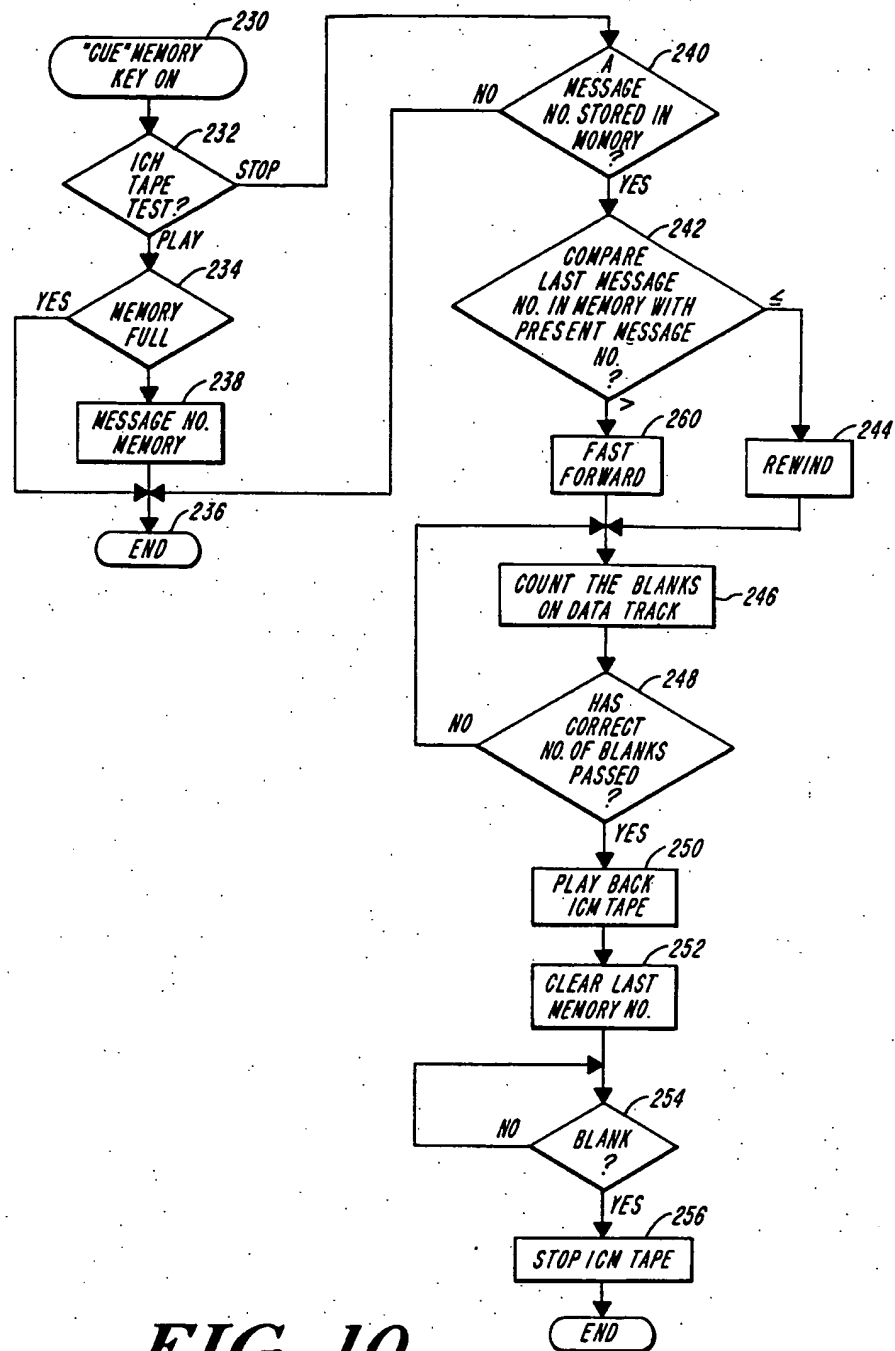 230
"CUE" MEMORY
KEY ON
232
ICH
TAPE
TEST?
STOP
PLAY
234
YES
MEMORY
FULL
238
MESSAGE NO.
MEMORY
236
END
240
A
MESSAGE
NO. STORED IN
MOMORY
?
NO
YES
242
COMPARE
LAST MESSAGE
NO. IN MEMORY WITH
PRESENT MESSAGE
NO.
?
≤
>
260
FAST
FORWARD
244
REWIND
COUNT THE BLANKS
ON DATA TRACK
246
248
HAS
CORRECT
NO. OF BLANKS
PASSED
?
NO
YES
250
PLAY BACK
ICM TAPE
252
CLEAR LAST
MEMORY NO.
254
NO
BLANK
?
YES
256
STOP ICM TAPE
END
FIG. 10